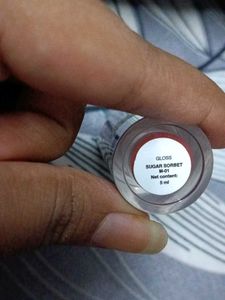 GLOSS
SUGAR SORBET
M-01
Net content:
5 ml